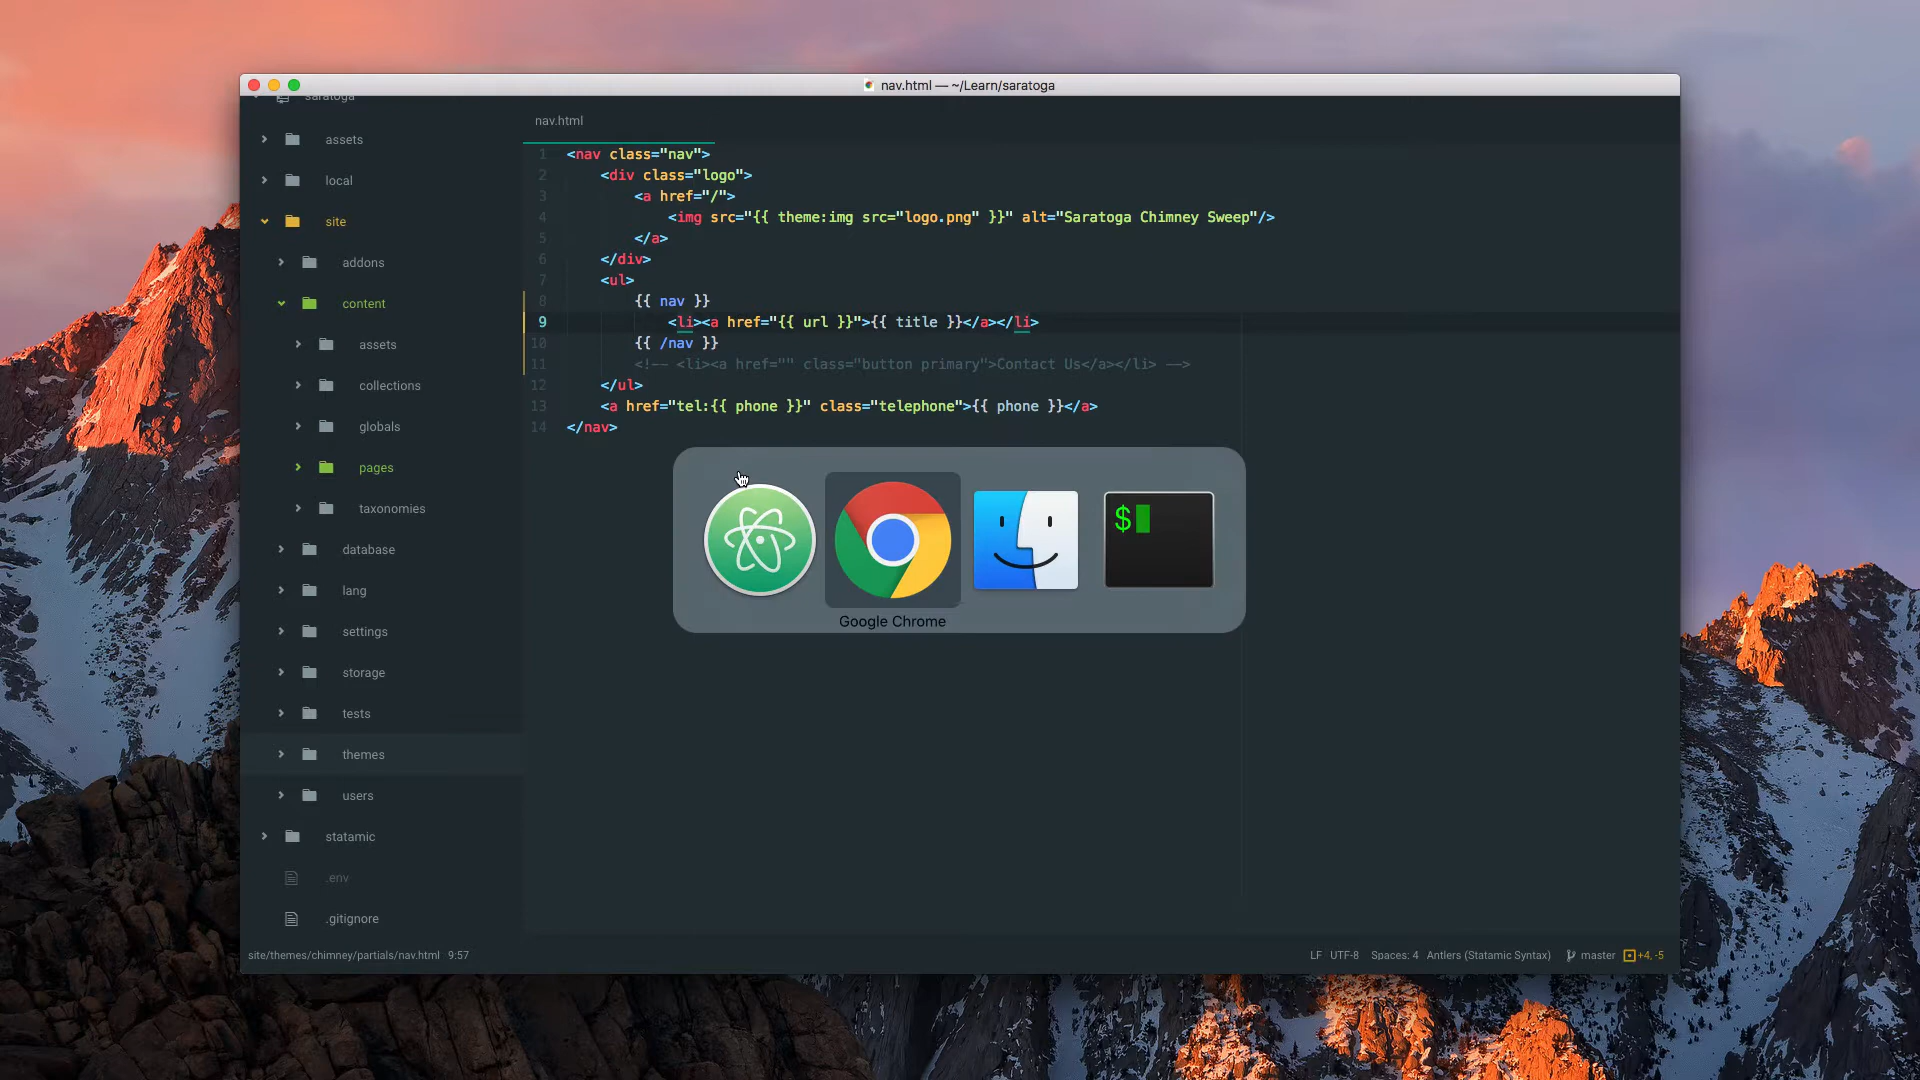 nav.html — ~/Learn/saratoga
saratoga
assets
local
site
addons
content
assets
collections
globals
pages
taxonomies
database
lang
settings
storage
tests
themes
users
statamic
.env
.gitignore
nav.html
1 <nav class="nav">
2 <div class="logo">
3 <a href="/">
4 <img src="{{ theme:img src="logo.png" }}" alt="Saratoga Chimney Sweep"/>
5 </a>
6 </div>
7 <ul>
8 {{ nav }}
9 <li><a href="{{ url }}">{{ title }}</a></li>
10 {{ /nav }}
11 <!-- <li><a href="" class="button primary">Contact Us</a></li> -->
12 </ul>
13 <a href="tel:{{ phone }}" class="telephone">{{ phone }}</a>
14 </nav>
$
Google Chrome
site/themes/chimney/partials/nav.html 9:57
LF UTF-8 Spaces: 4 Antlers (Statamic Syntax) master +4, -5